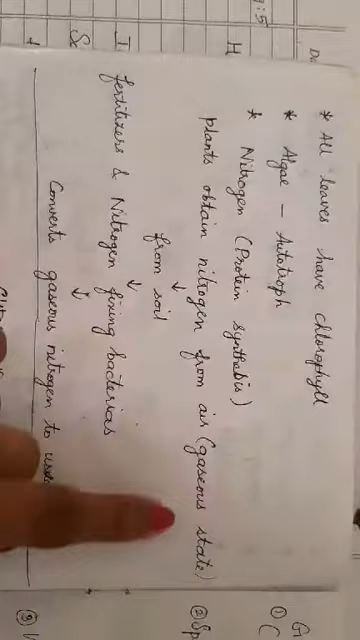 * All leaves have chlorophyll
* Algae - Autotroph
* Nitrogen (Protein synthesis)
plants obtain nitrogen from air (gaseous state)
↓
from soil
↓
fertilizers & Nitrogen fixing bacterias
↓
Converts gaseous nitrogen to